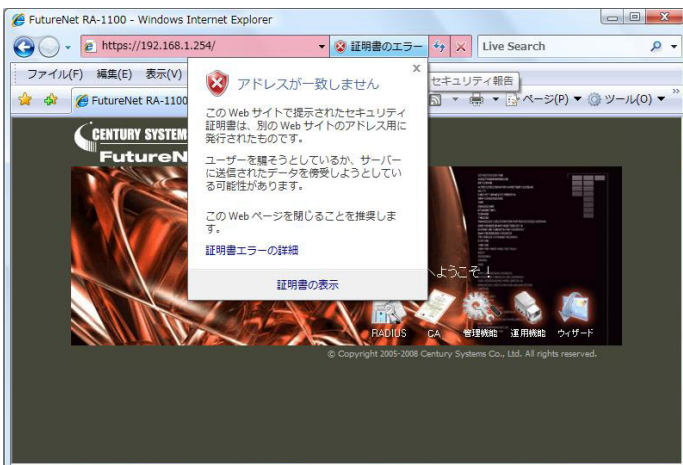 FutureNet RA-1100 - Windows Internet Explorer
https://192.168.1.254/
証明書のエラー
Live Search
ファイル(F) 編集(E) 表示(V)
セキュリティ報告
FutureNet RA-1100
ページ(P) ツール(O)
アドレスが一致しません
この Web サイトで提示されたセキュリティ
証明書は、別の Web サイトのアドレス用に
発行されたものです。
ユーザーを騙そうとしているか、サーバー
に送信されたデータを傍受しようとしてい
る可能性があります。
この Web ページを閉じることを推奨しま
す。
証明書エラーの詳細
証明書の表示
CENTURY SYSTEM
FutureN
へようこそ！
RADIUS CA 管理機能 運用機能 ウィザード
© Copyright 2005-2008 Century Systems Co., Ltd. All rights reserved.